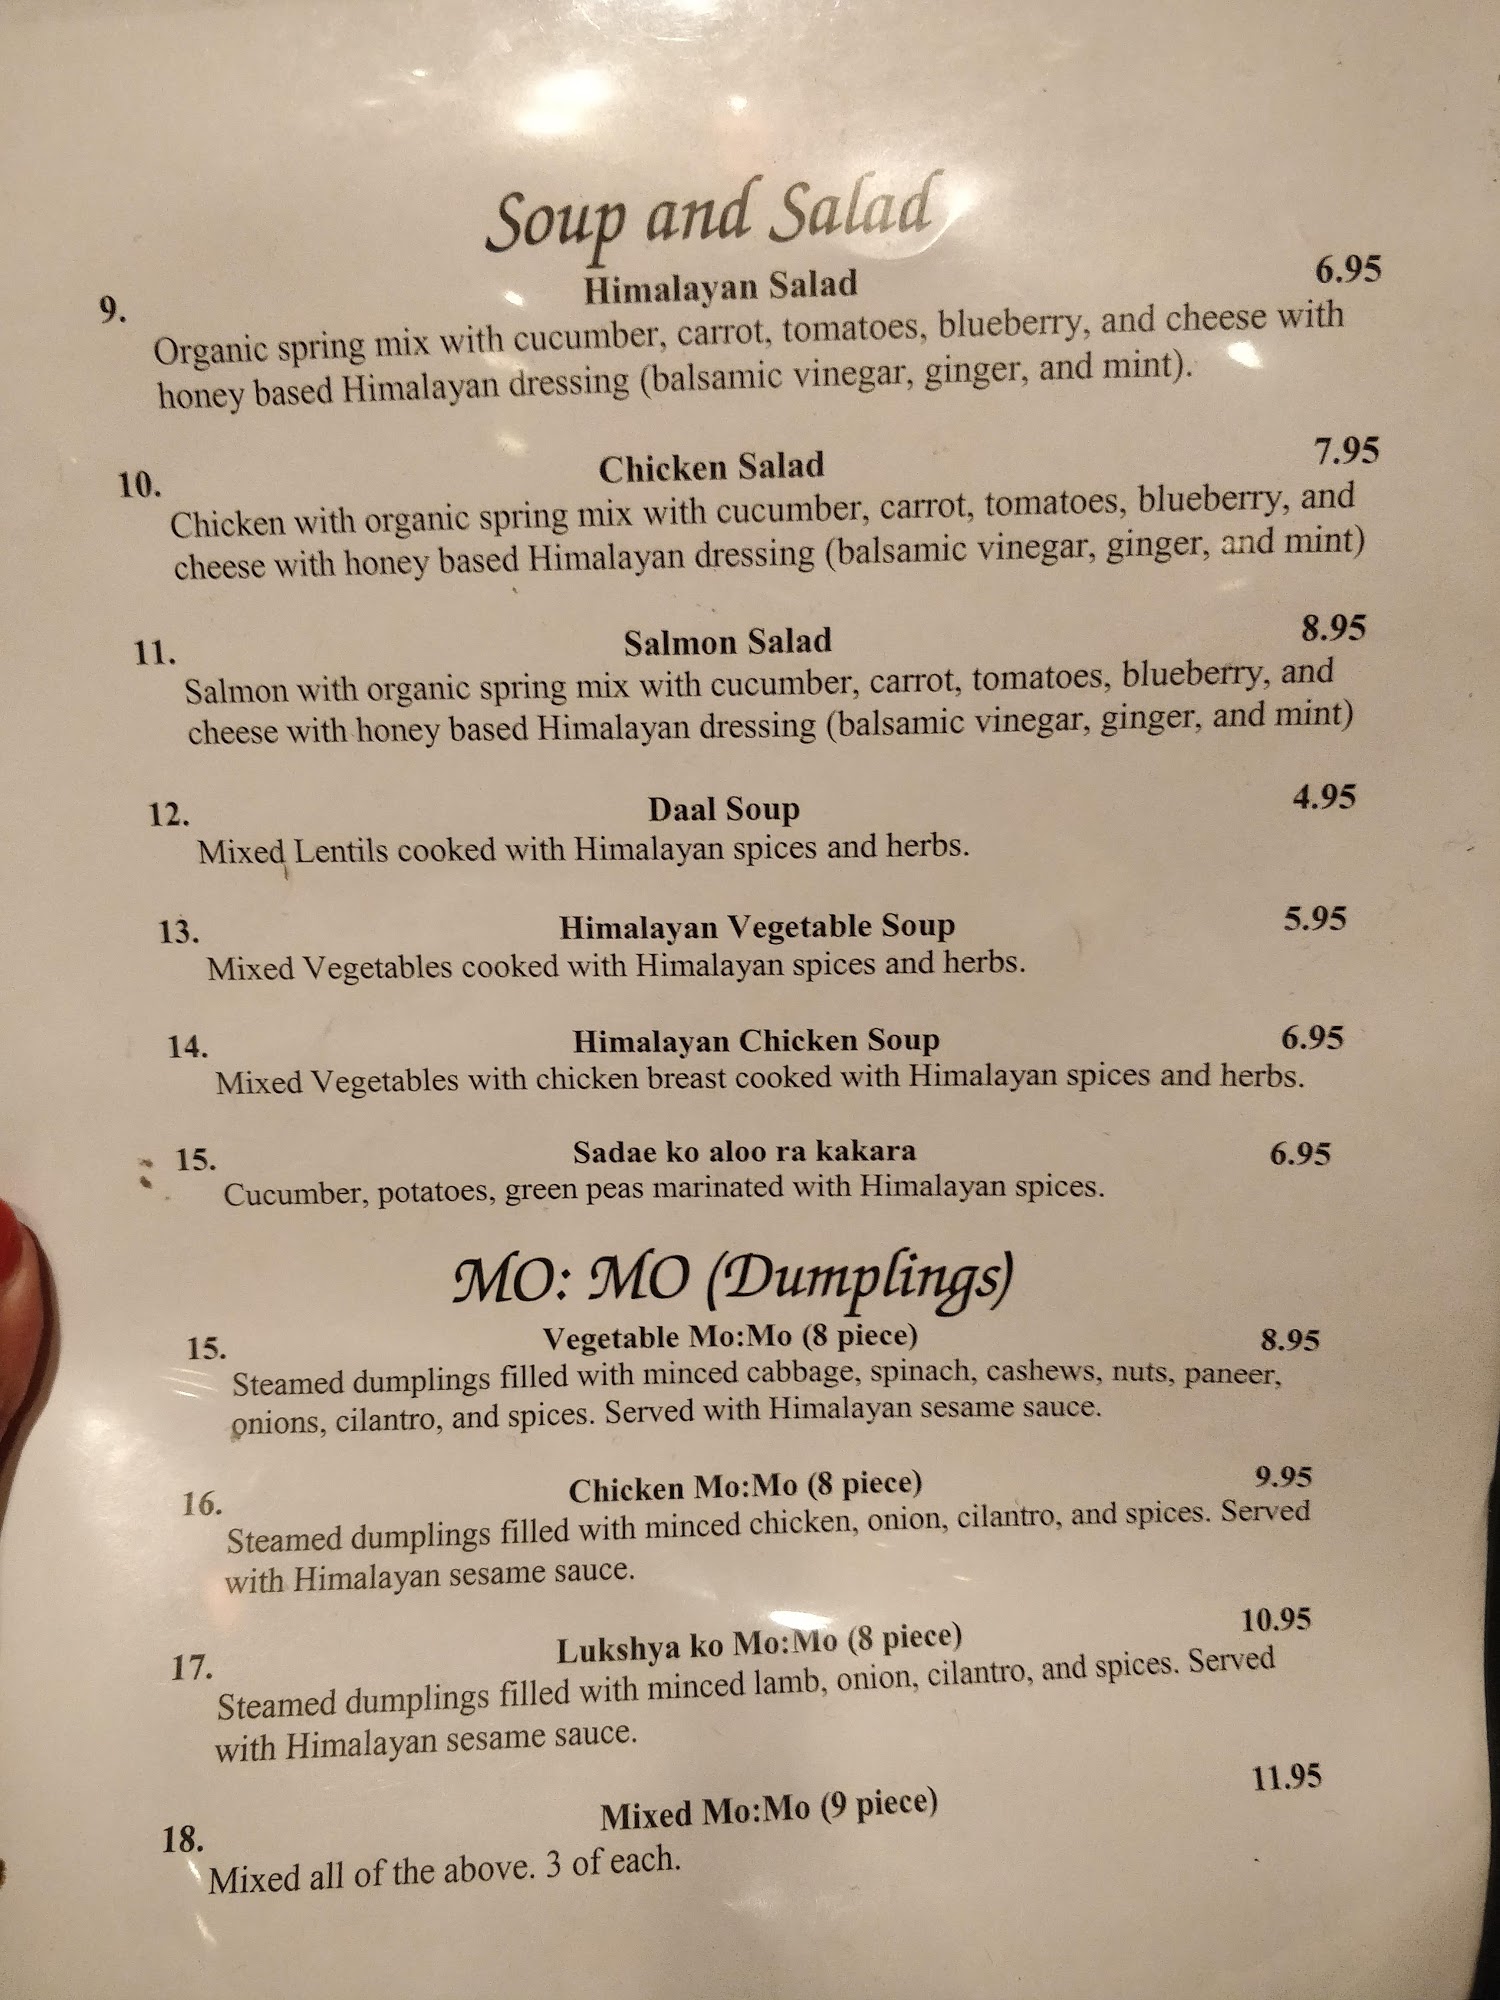 Soup and Salad
9. Himalayan Salad 6.95
Organic spring mix with cucumber, carrot, tomatoes, blueberry, and cheese with
honey based Himalayan dressing (balsamic vinegar, ginger, and mint).
10. Chicken Salad 7.95
Chicken with organic spring mix with cucumber, carrot, tomatoes, blueberry, and
cheese with honey based Himalayan dressing (balsamic vinegar, ginger, and mint)
11. Salmon Salad 8.95
Salmon with organic spring mix with cucumber, carrot, tomatoes, blueberry, and
cheese with honey based Himalayan dressing (balsamic vinegar, ginger, and mint)
12. Daal Soup 4.95
Mixed Lentils cooked with Himalayan spices and herbs.
13. Himalayan Vegetable Soup 5.95
Mixed Vegetables cooked with Himalayan spices and herbs.
14. Himalayan Chicken Soup 6.95
Mixed Vegetables with chicken breast cooked with Himalayan spices and herbs.
15. Sadae ko aloo ra kakara 6.95
Cucumber, potatoes, green peas marinated with Himalayan spices.
MO: MO (Dumplings)
15. Vegetable Mo:Mo (8 piece) 8.95
Steamed dumplings filled with minced cabbage, spinach, cashews, nuts, paneer,
onions, cilantro, and spices. Served with Himalayan sesame sauce.
16. Chicken Mo:Mo (8 piece) 9.95
Steamed dumplings filled with minced chicken, onion, cilantro, and spices. Served
with Himalayan sesame sauce.
17. Lukshya ko Mo:Mo (8 piece) 10.95
Steamed dumplings filled with minced lamb, onion, cilantro, and spices. Served
with Himalayan sesame sauce.
18. Mixed Mo:Mo (9 piece) 11.95
Mixed all of the above. 3 of each.